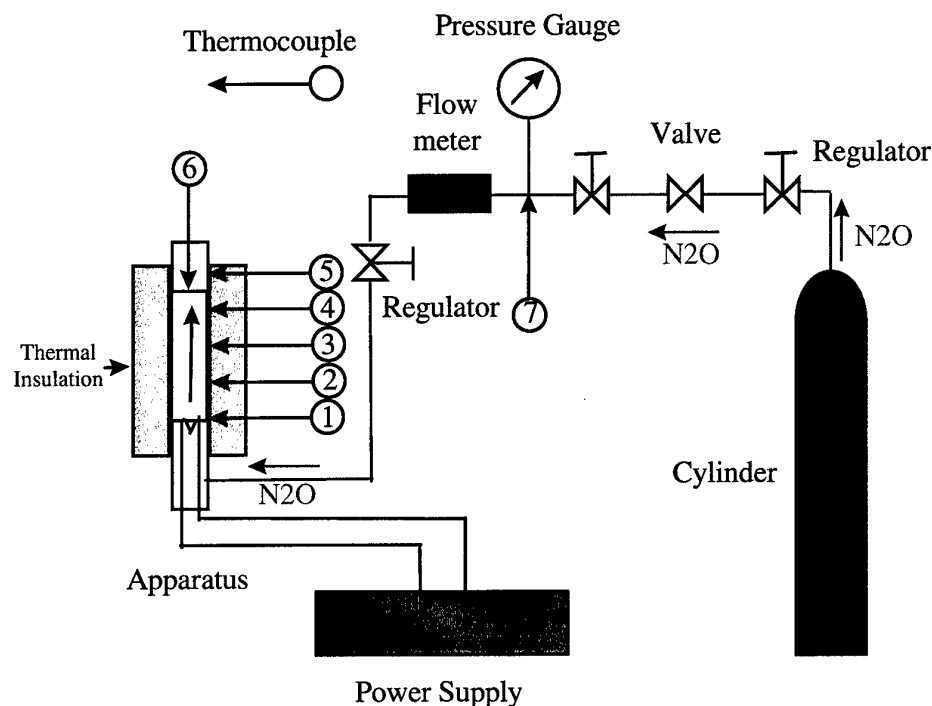 Pressure Gauge
Thermocouple
Flow
meter
Valve
Regulator
6
N2O
N2O
5
4
Regulator
7
3
Thermal
Insulation
2
1
N2O
Cylinder
Apparatus
Power Supply